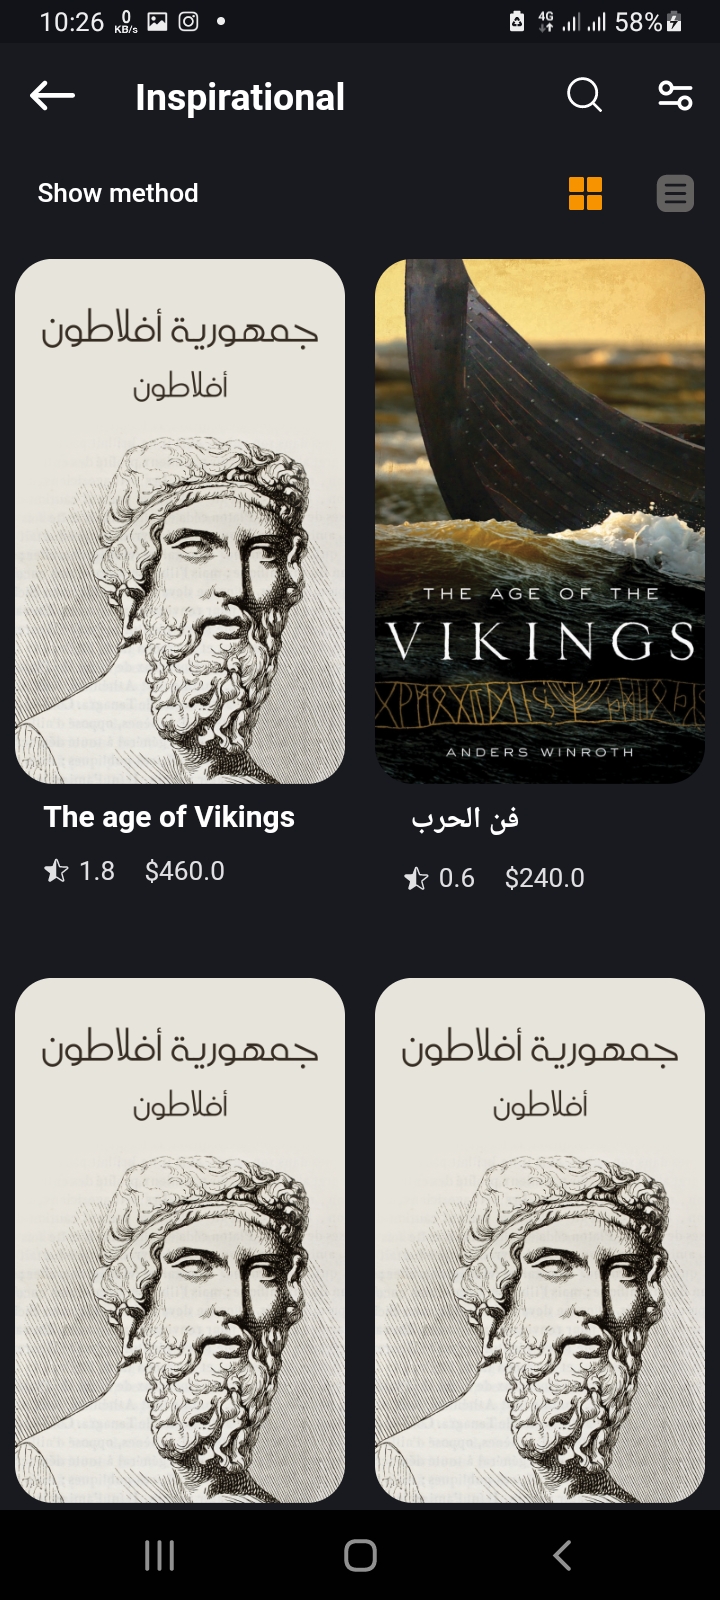 10:26 0 KB/s 4G 58%
Inspirational
Show method
جمهورية أفلاطون
أفلاطون
THE AGE OF THE
VIKINGS
ANDERS WINROTH
The age of Vikings
1.8 $460.0
فن الحرب
0.6 $240.0
جمهورية أفلاطون
أفلاطون
جمهورية أفلاطون
أفلاطون